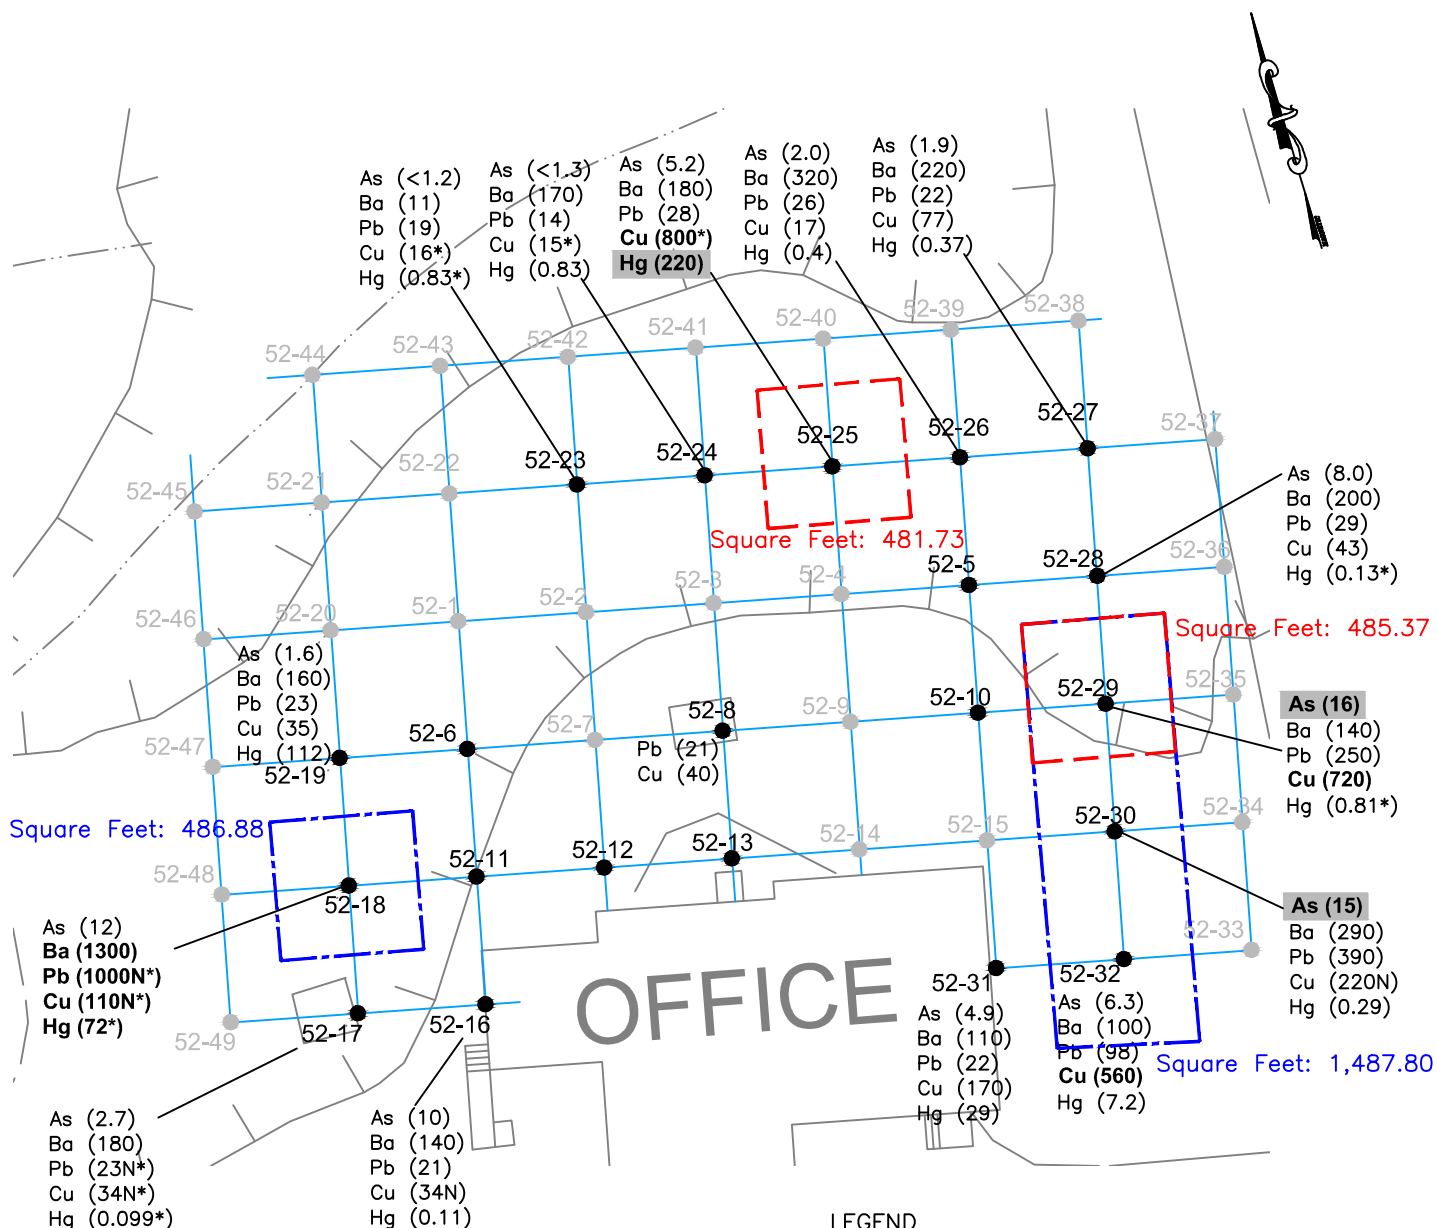 As (<1.2)
Ba (11)
Pb (19)
Cu (16*)
Hg (0.83*)
As (<1.3)
Ba (170)
Pb (14)
Cu (15*)
Hg (0.83)
As (5.2)
Ba (180)
Pb (28)
Cu (800*)
Hg (220)
As (2.0)
Ba (320)
Pb (26)
Cu (17)
Hg (0.4)
As (1.9)
Ba (220)
Pb (22)
Cu (77)
Hg (0.37)
52-44
52-43
52-42
52-41
52-40
52-39
52-38
52-45
52-21
52-22
52-23
52-24
52-25
52-26
52-27
52-37
Square Feet: 481.73
As (8.0)
Ba (200)
Pb (29)
Cu (43)
Hg (0.13*)
52-46
52-20
52-1
52-2
52-3
52-4
52-5
52-28
52-36
Square Feet: 485.37
As (1.6)
Ba (160)
Pb (23)
Cu (35)
Hg (112)
52-47
52-19
52-6
52-7
52-8
Pb (21)
Cu (40)
52-9
52-10
52-29
52-35
As (16)
Ba (140)
Pb (250)
Cu (720)
Hg (0.81*)
Square Feet: 486.88
52-48
52-18
52-11
52-12
52-13
52-14
52-15
52-30
52-34
As (12)
Ba (1300)
Pb (1000N*)
Cu (110N*)
Hg (72*)
As (15)
Ba (290)
Pb (390)
Cu (220N)
Hg (0.29)
52-49
52-17
52-16
OFFICE
52-31
52-32
52-33
As (4.9)
Ba (110)
Pb (22)
Cu (170)
Hg (29)
As (6.3)
Ba (100)
Pb (98)
Cu (560)
Hg (7.2)
Square Feet: 1,487.80
As (2.7)
Ba (180)
Pb (23N*)
Cu (34N*)
Hg (0.099*)
As (10)
Ba (140)
Pb (21)
Cu (34N)
Hg (0.11)
LEGEND